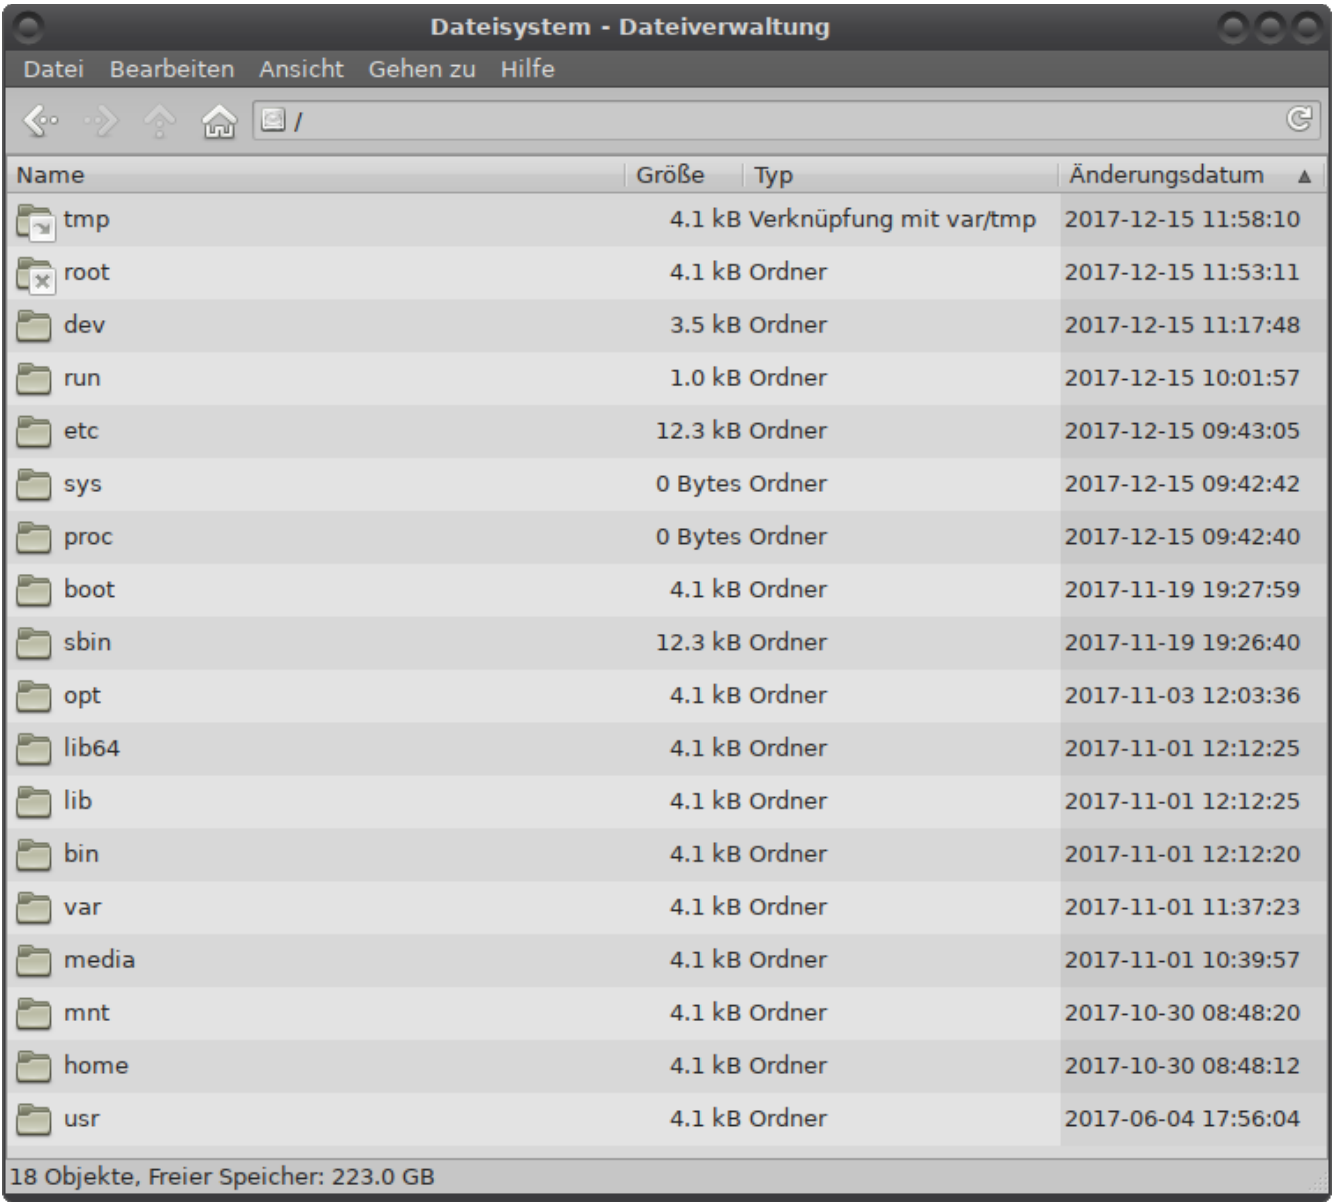 Dateisystem - Dateiverwaltung
Datei Bearbeiten Ansicht Gehen zu Hilfe
/
Name Größe Typ Änderungsdatum
tmp 4.1 kB Verknüpfung mit var/tmp 2017-12-15 11:58:10
root 4.1 kB Ordner 2017-12-15 11:53:11
dev 3.5 kB Ordner 2017-12-15 11:17:48
run 1.0 kB Ordner 2017-12-15 10:01:57
etc 12.3 kB Ordner 2017-12-15 09:43:05
sys 0 Bytes Ordner 2017-12-15 09:42:42
proc 0 Bytes Ordner 2017-12-15 09:42:40
boot 4.1 kB Ordner 2017-11-19 19:27:59
sbin 12.3 kB Ordner 2017-11-19 19:26:40
opt 4.1 kB Ordner 2017-11-03 12:03:36
lib64 4.1 kB Ordner 2017-11-01 12:12:25
lib 4.1 kB Ordner 2017-11-01 12:12:25
bin 4.1 kB Ordner 2017-11-01 12:12:20
var 4.1 kB Ordner 2017-11-01 11:37:23
media 4.1 kB Ordner 2017-11-01 10:39:57
mnt 4.1 kB Ordner 2017-10-30 08:48:20
home 4.1 kB Ordner 2017-10-30 08:48:12
usr 4.1 kB Ordner 2017-06-04 17:56:04
18 Objekte, Freier Speicher: 223.0 GB